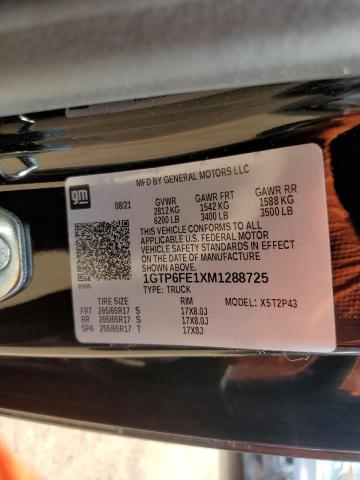 gm
MFD BY GENERAL MOTORS LLC
08/21 GVWR GAWR FRT GAWR RR
2812 KG 1542 KG 1588 KG
6200 LB 3400 LB 3500 LB
THIS VEHICLE CONFORMS TO ALL
APPLICABLE U.S. FEDERAL MOTOR
VEHICLE SAFETY STANDARDS IN EFFECT
ON THE DATE OF MANUFACTURE
SHOWN ABOVE.
1GTP6FE1XM1288725
TYPE: TRUCK
TIRE SIZE RIM MODEL: X5T2P43
FRT 265/65R17 S 17X8.0J
RR 265/65R17 S 17X8.0J
SPA 255/65R17 T 17X8J